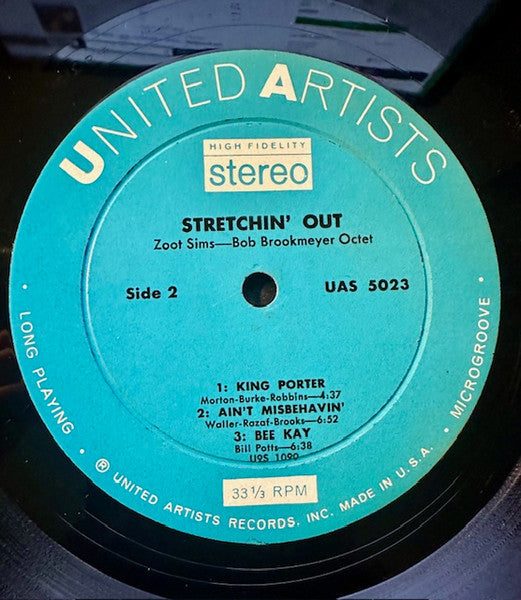 UNITED ARTISTS
HIGH FIDELITY
stereo
STRETCHIN' OUT
Zoot Sims—Bob Brookmeyer Octet
Side 2
UAS 5023
1: KING PORTER
Morton-Burke-Robbins—4:37
2: AIN'T MISBEHAVIN'
Waller-Razaf-Brooks—6:52
3: BEE KAY
Bill Potts—6:38
U9S 1090
33 1/3 RPM
• LONG PLAYING •
MICROGROOVE •
® UNITED ARTISTS RECORDS, INC. MADE IN U.S.A. •